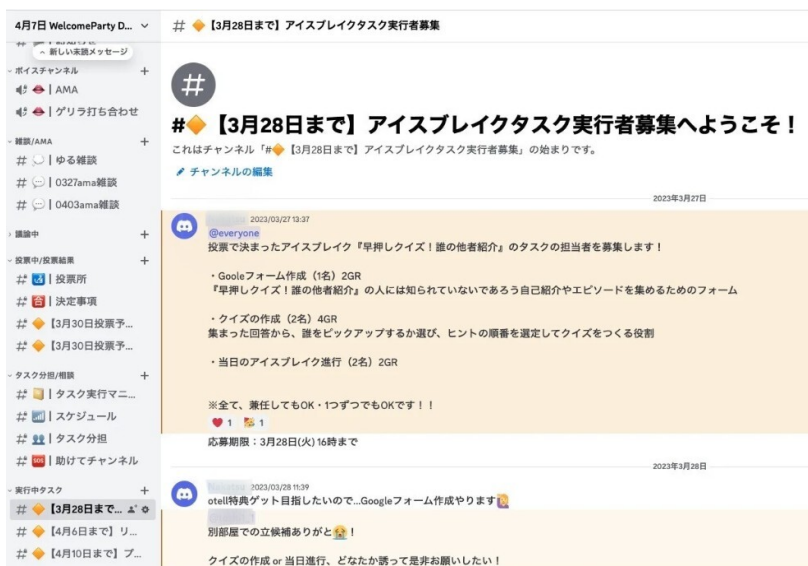 4月7日 WelcomeParty D...
新しい未読メッセージ
ボイスチャンネル
| AMA
| ゲリラ打ち合わせ
雑談/AMA
| ゆる雑談
| 0327ama雑談
| 0403ama雑談
議論中
投票中/投票結果
| 投票所
| 決定事項
【3月30日投票予...
【3月30日投票予...
タスク分担/相談
| タスク実行マニ...
| スケジュール
| タスク分担
| 助けてチャンネル
実行中タスク
【3月28日まで...
【4月6日まで】リ...
【4月10日まで】プ...
# 【3月28日まで】アイスブレイクタスク実行者募集
#
#【3月28日まで】アイスブレイクタスク実行者募集へようこそ！
これはチャンネル「#【3月28日まで】アイスブレイクタスク実行者募集」の始まりです。
チャンネルの編集
2023年3月27日
2023/03/27 13:37
@everyone
投票で決まったアイスブレイク『早押しクイズ！誰の他者紹介』のタスクの担当者を募集します！
・Gooleフォーム作成（1名）2GR
『早押しクイズ！誰の他者紹介』の人には知られていないであろう自己紹介やエピソードを集めるためのフォーム
・クイズの作成（2名）4GR
集まった回答から、誰をピックアップするか選び、ヒントの順番を選定してクイズをつくる役割
・当日のアイスブレイク進行（2名）2GR
※全て、兼任してもOK・1つずつでもOKです！！
1 1
応募期限：3月28日(火)16時まで
2023年3月28日
2023/03/28 11:39
otell特典ゲット目指したいので...Googleフォーム作成やります
別部屋での立候補ありがと！
クイズの作成 or 当日進行、どなたか誘って是非お願いしたい！